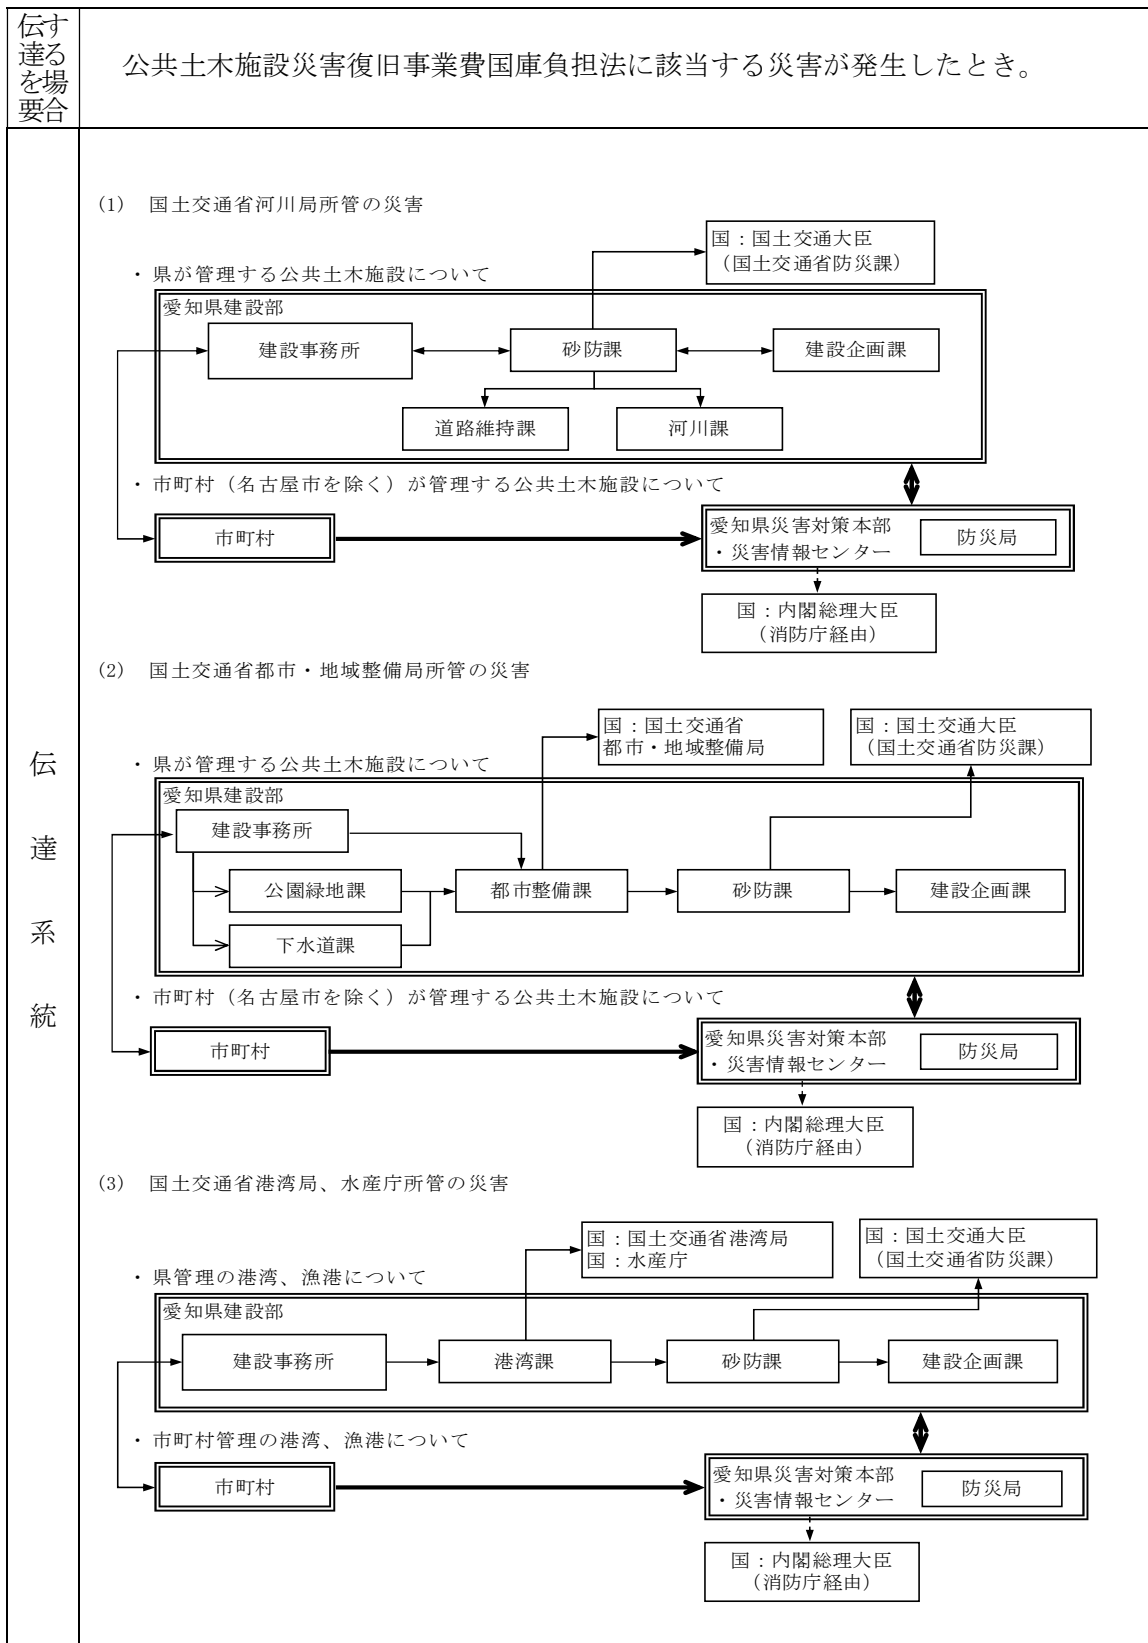 伝達を要する場合
公共土木施設災害復旧事業費国庫負担法に該当する災害が発生したとき。
伝達系統
(1) 国土交通省河川局所管の災害
国：国土交通大臣
（国土交通省防災課）
・県が管理する公共土木施設について
愛知県建設部
建設事務所
砂防課
建設企画課
道路維持課
河川課
・市町村（名古屋市を除く）が管理する公共土木施設について
市町村
愛知県災害対策本部
・災害情報センター
防災局
国：内閣総理大臣
（消防庁経由）
(2) 国土交通省都市・地域整備局所管の災害
国：国土交通省
都市・地域整備局
国：国土交通大臣
（国土交通省防災課）
・県が管理する公共土木施設について
愛知県建設部
建設事務所
公園緑地課
都市整備課
砂防課
建設企画課
下水道課
・市町村（名古屋市を除く）が管理する公共土木施設について
市町村
愛知県災害対策本部
・災害情報センター
防災局
国：内閣総理大臣
（消防庁経由）
(3) 国土交通省港湾局、水産庁所管の災害
国：国土交通省港湾局
国：水産庁
国：国土交通大臣
（国土交通省防災課）
・県管理の港湾、漁港について
愛知県建設部
建設事務所
港湾課
砂防課
建設企画課
・市町村管理の港湾、漁港について
市町村
愛知県災害対策本部
・災害情報センター
防災局
国：内閣総理大臣
（消防庁経由）